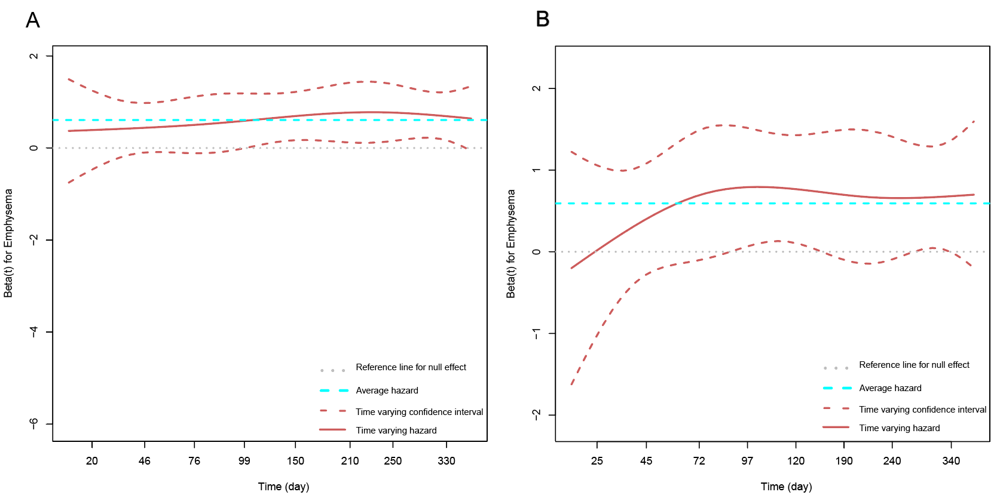 A
2
0
−2
−4
−6
Beta(t) for Emphysema
Reference line for null effect
Average hazard
Time varying confidence interval
Time varying hazard
20 46 76 99 150 210 250 330
Time (day)
B
2
1
0
−1
−2
Beta(t) for Emphysema
Reference line for null effect
Average hazard
Time varying confidence interval
Time varying hazard
25 45 72 97 120 190 240 340
Time (day)